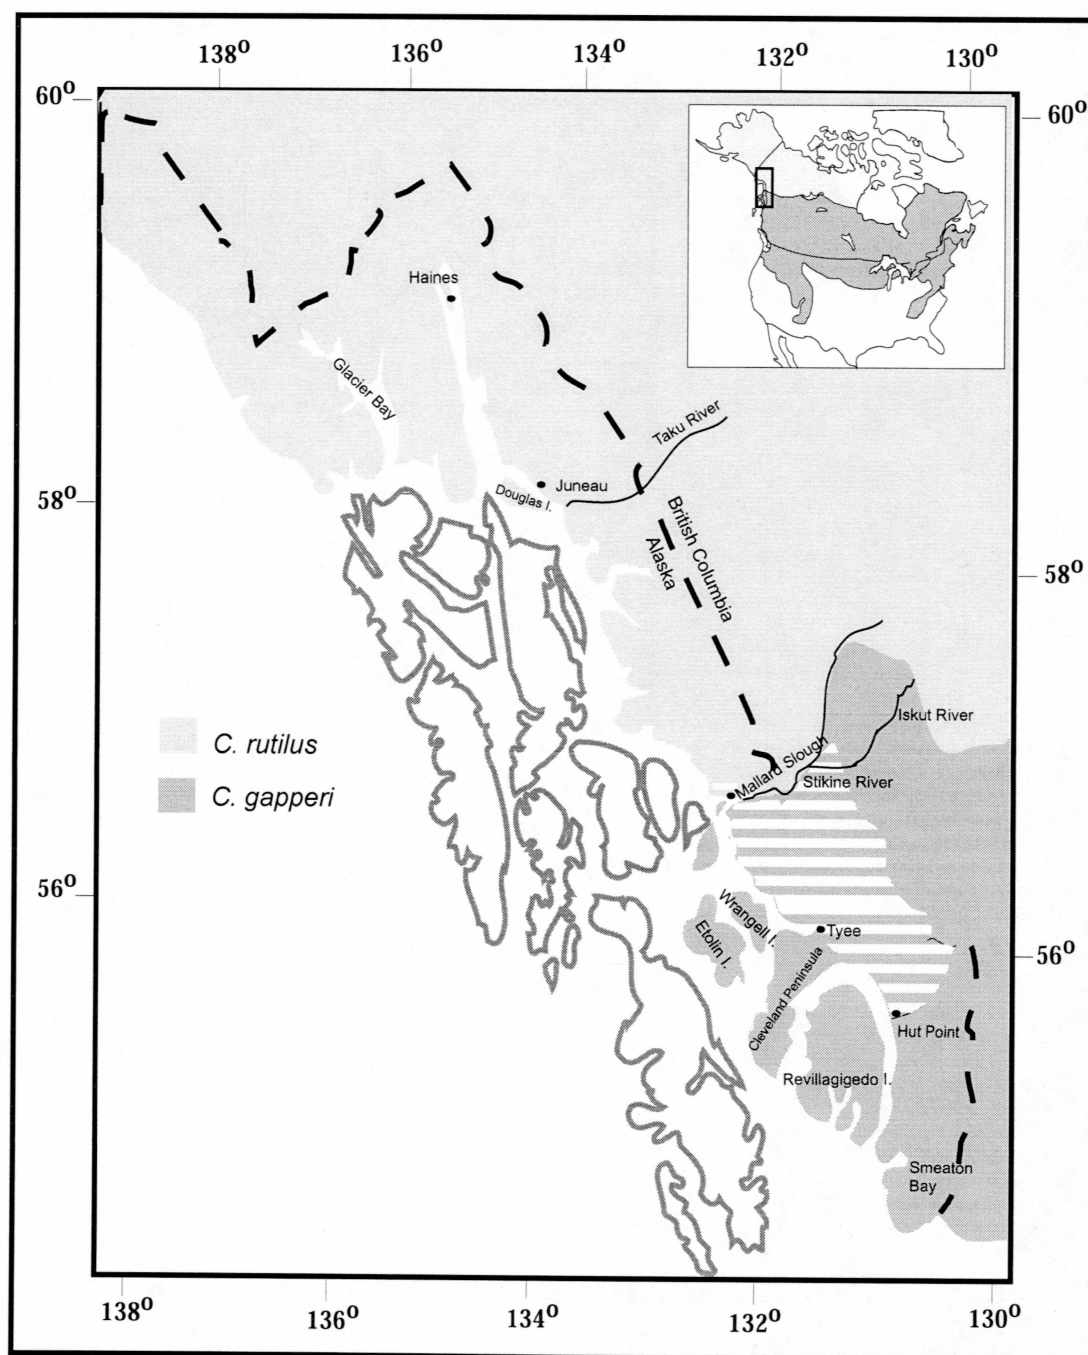 138⁰ 136⁰ 134⁰ 132⁰ 130⁰
60⁰ 60⁰
Haines
Glacier Bay
Taku River
Juneau
Douglas I.
58⁰
British Columbia
Alaska
58⁰
Iskut River
C. rutilus
Mallard Slough
Stikine River
C. gapperi
56⁰
Wrangell I.
Etolin I.
Tyee
56⁰
Cleveland Peninsula
Hut Point
Revillagigedo I.
Smeaton
Bay
138⁰ 136⁰ 134⁰ 132⁰ 130⁰